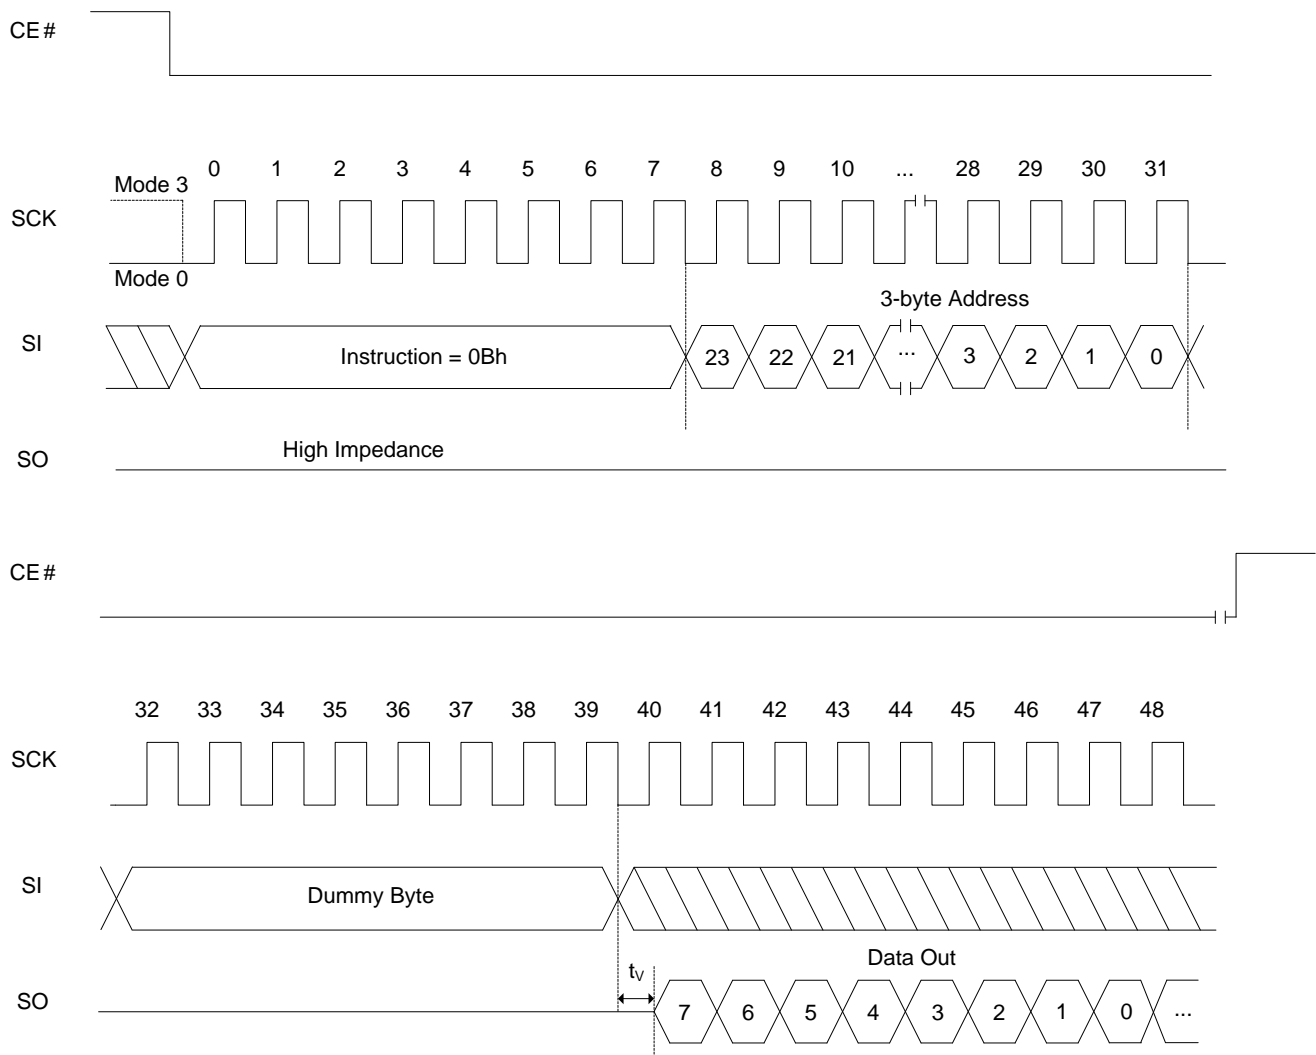 CE#
0 1 2 3 4 5 6 7 8 9 10 ... 28 29 30 31
Mode 3
SCK
Mode 0
3-byte Address
SI
Instruction = 0Bh
23 22 21 ... 3 2 1 0
High Impedance
SO
CE#
32 33 34 35 36 37 38 39 40 41 42 43 44 45 46 47 48
SCK
SI
Dummy Byte
Data Out
tV
SO
7 6 5 4 3 2 1 0 ...